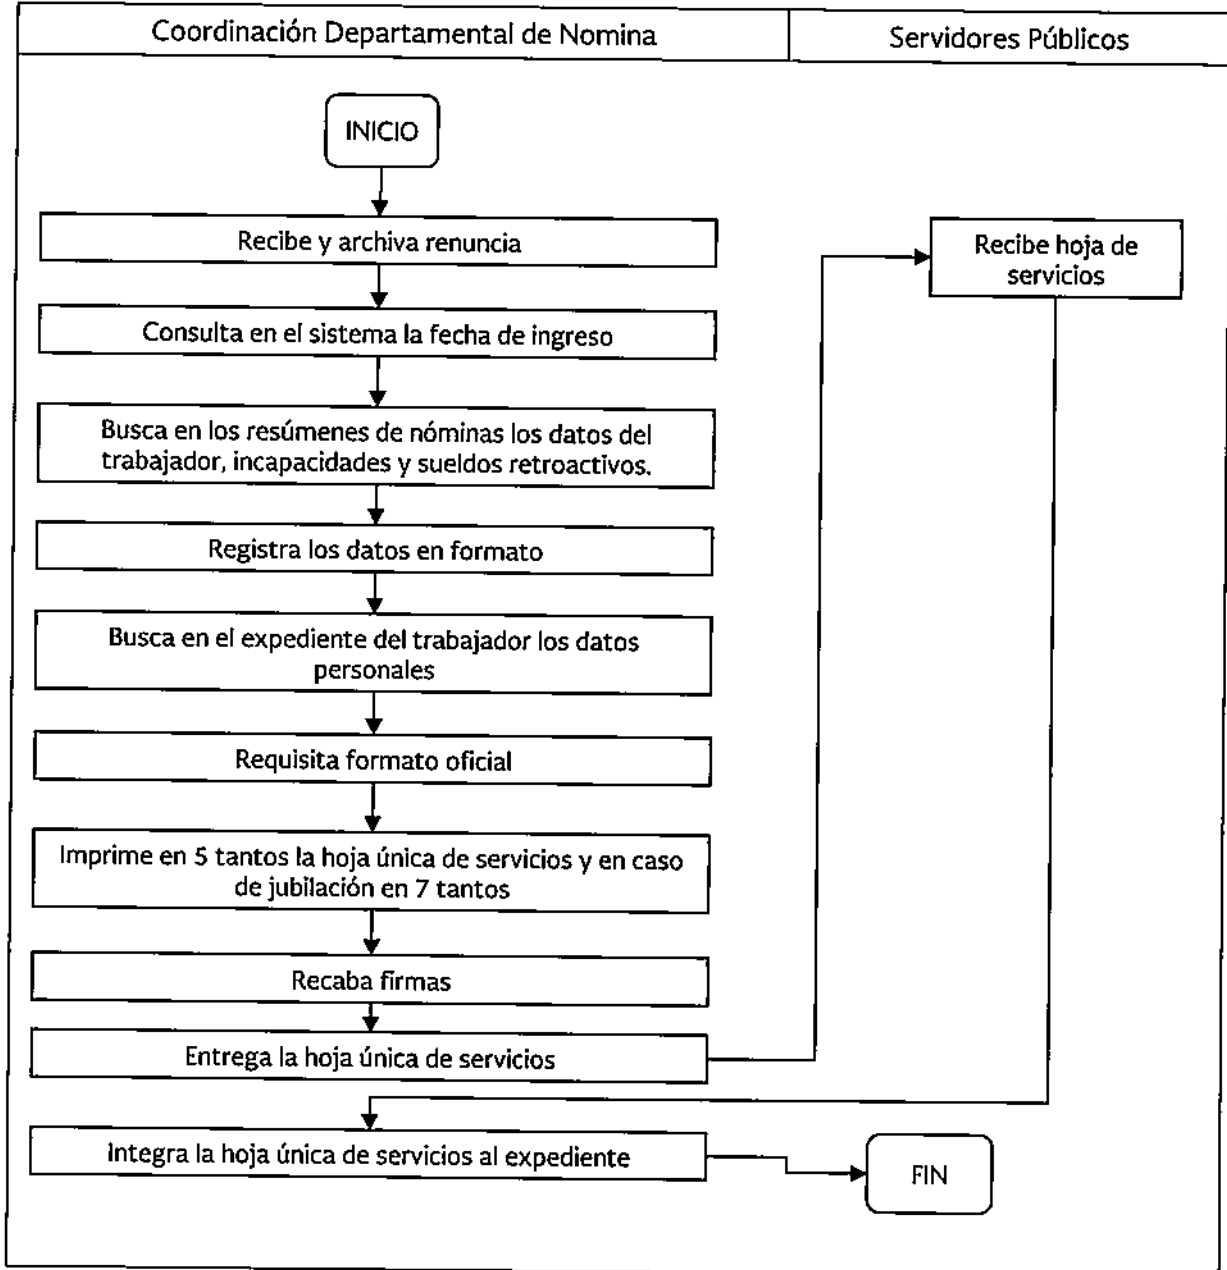 Coordinación Departamental de Nomina
Servidores Públicos
INICIO
Recibe y archiva renuncia
Recibe hoja de
servicios
Consulta en el sistema la fecha de ingreso
Busca en los resúmenes de nóminas los datos del
trabajador, incapacidades y sueldos retroactivos.
Registra los datos en formato
Busca en el expediente del trabajador los datos
personales
Requisita formato oficial
Imprime en 5 tantos la hoja única de servicios y en caso
de jubilación en 7 tantos
Recaba firmas
Entrega la hoja única de servicios
Integra la hoja única de servicios al expediente
FIN